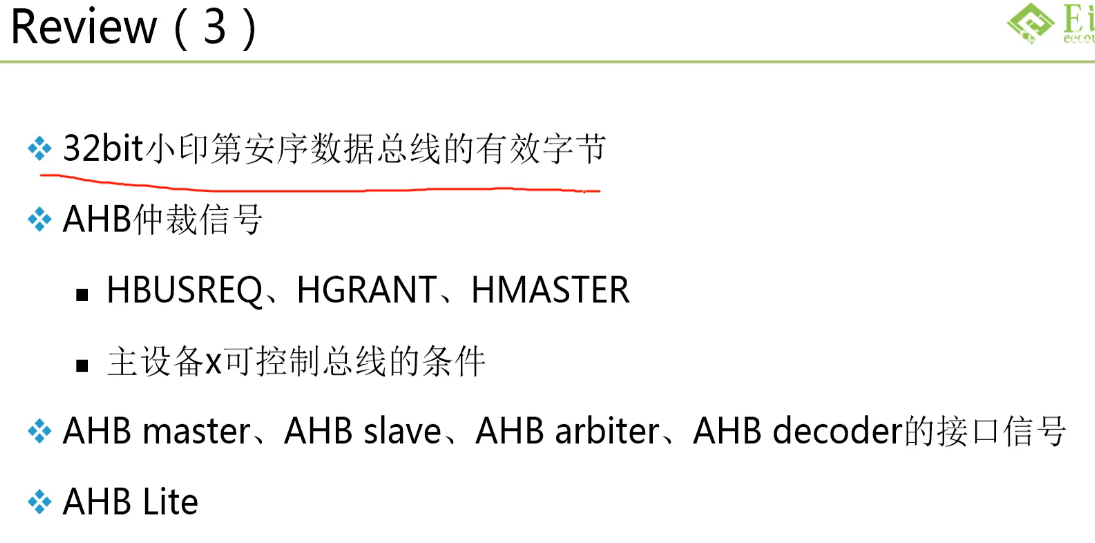 Review（3）
32bit小印第安序数据总线的有效字节
AHB仲裁信号
HBUSREQ、HGRANT、HMASTER
主设备x可控制总线的条件
AHB master、AHB slave、AHB arbiter、AHB decoder的接口信号
AHB Lite